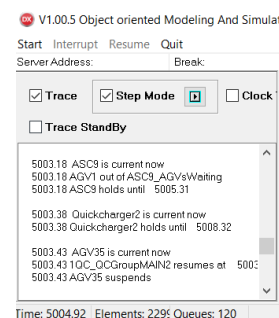 V1.00.5 Object oriented Modeling And Simulat
Start Interrupt Resume Quit
Server Address: Break:
Trace Step Mode Clock
Trace StandBy
5003.18 ASC9 is current now
5003.18 AGV1 out of ASC9_AGVsWaiting
5003.18 ASC9 holds until 5005.31
5003.38 Quickcharger2 is current now
5003.38 Quickcharger2 holds until 5008.32
5003.43 AGV35 is current now
5003.43 1QC_QCGroupMAIN2 resumes at 5003
5003.43 AGV35 suspends
Time: 5004.92 Elements: 2299 Queues: 120